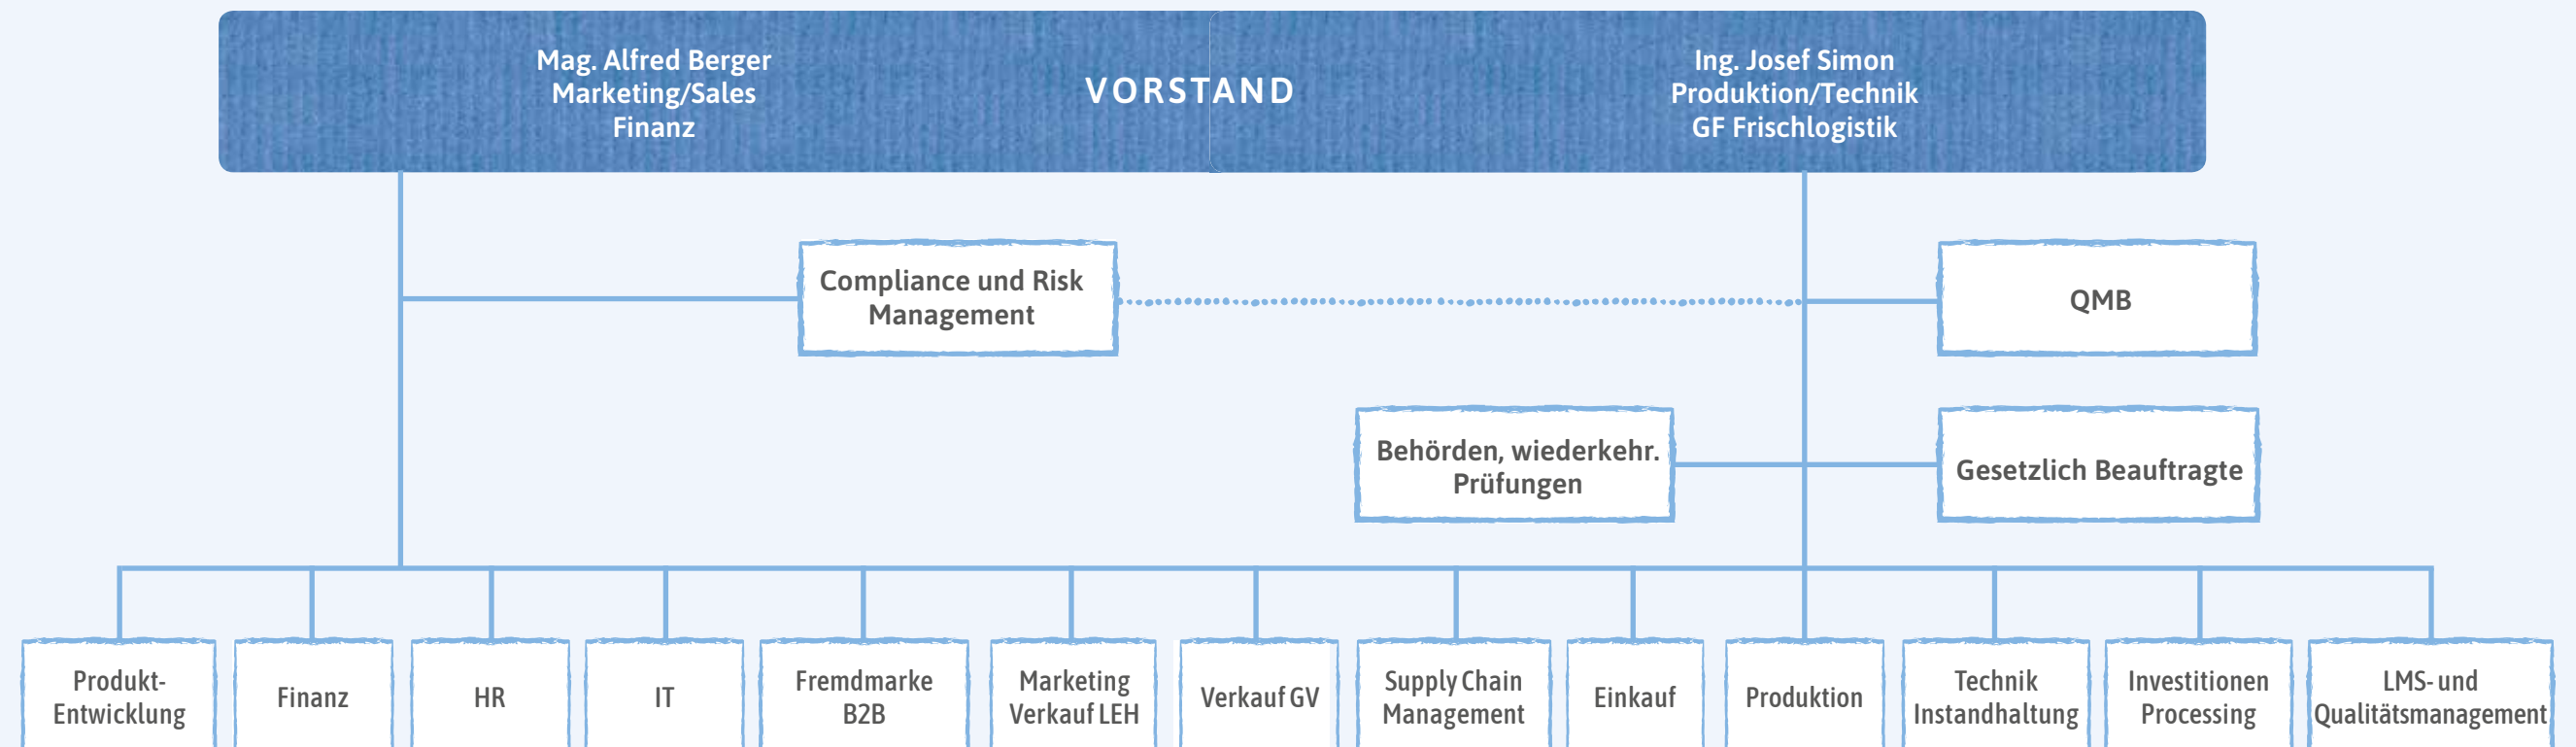 Mag. Alfred Berger
Marketing/Sales
Finanz
VORSTAND
Ing. Josef Simon
Produktion/Technik
GF Frischlogistik
Compliance und Risk
Management
QMB
Behörden, wiederkehr.
Prüfungen
Gesetzlich Beauftragte
Produkt-
Entwicklung
Finanz
HR
IT
Fremdmarke
B2B
Marketing
Verkauf LEH
Verkauf GV
Supply Chain
Management
Einkauf
Produktion
Technik
Instandhaltung
Investitionen
Processing
LMS- und
Qualitätsmanagement